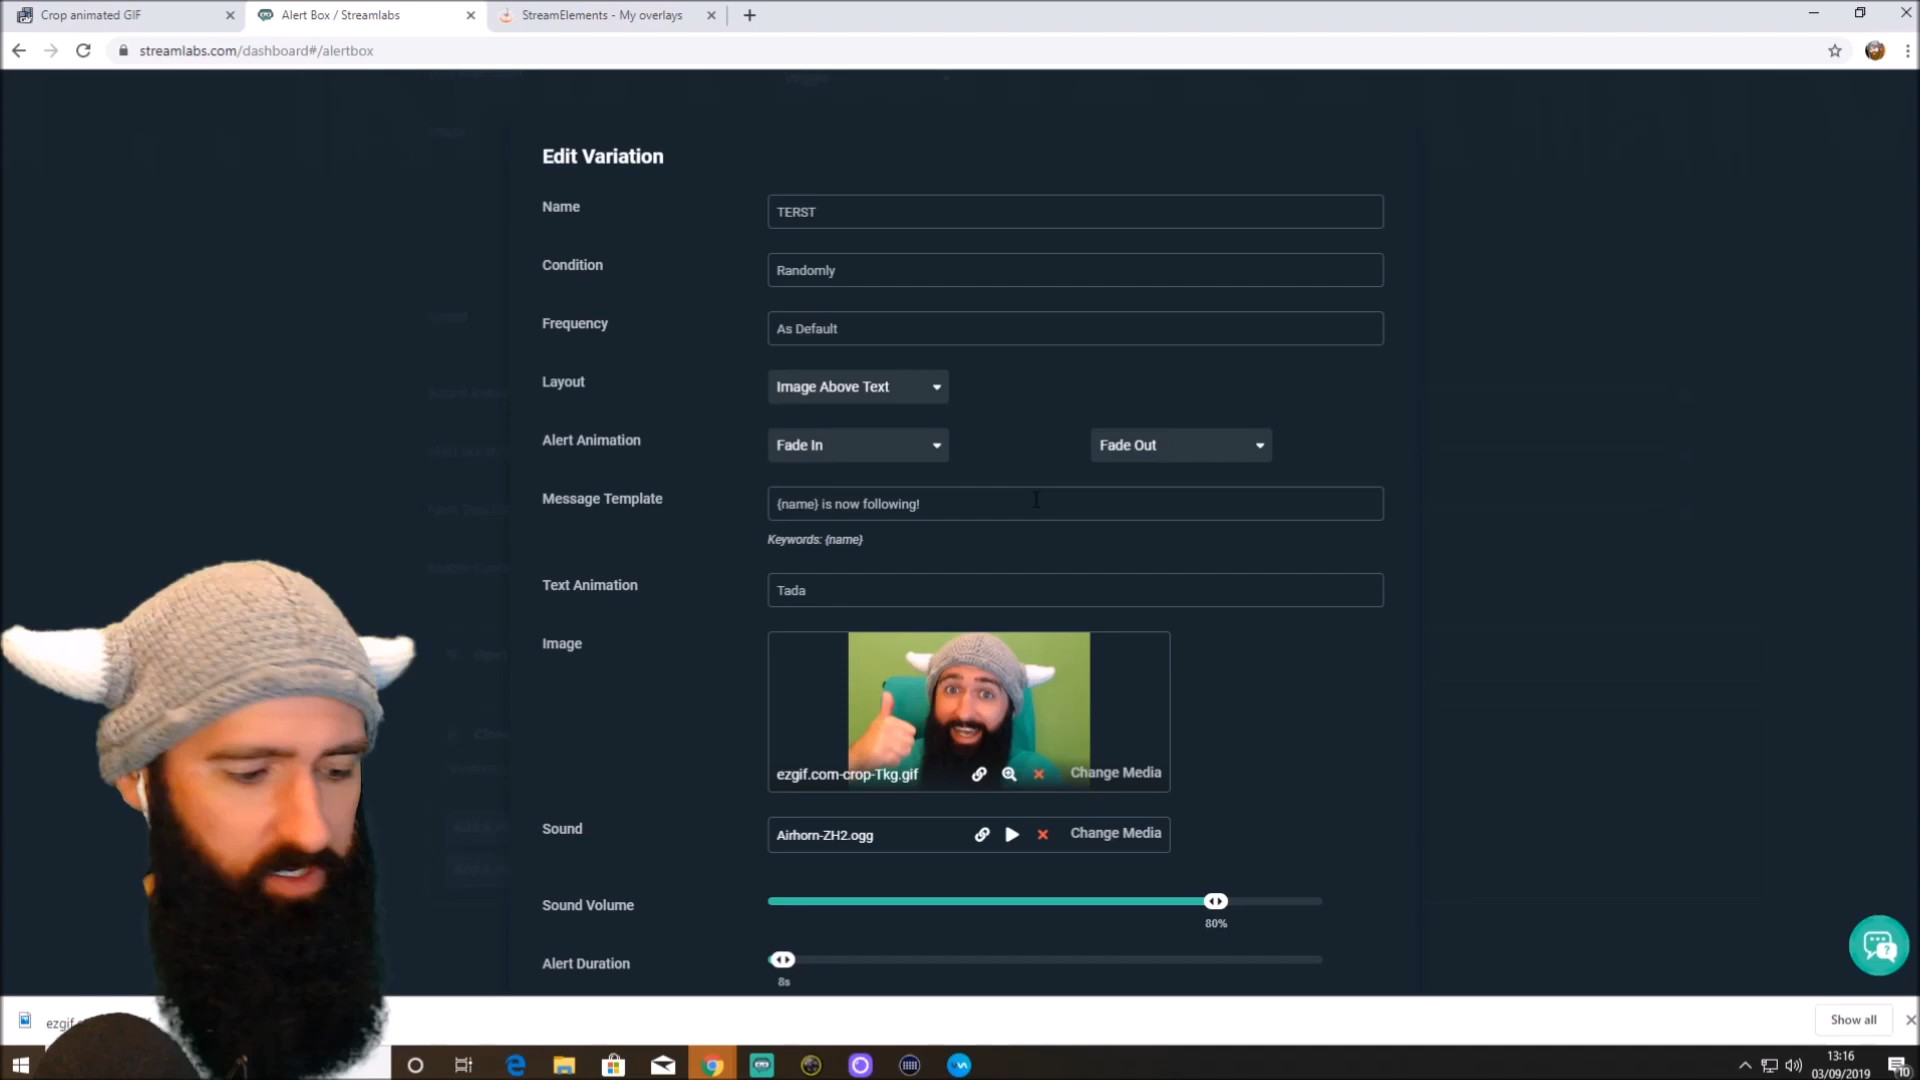 Crop animated GIF
Alert Box / Streamlabs
StreamElements - My overlays
streamlabs.com/dashboard#/alertbox
Edit Variation
Name
TERST
Condition
Randomly
Frequency
As Default
Layout
Image Above Text
Alert Animation
Fade In
Fade Out
Message Template
{name} is now following!
Keywords: {name}
Text Animation
Tada
Image
ezgif.com-crop-Tkg.gif
Change Media
Sound
Airhorn-ZH2.ogg
Change Media
Sound Volume
80%
Alert Duration
8s
Show all
13:16
03/09/2019
10